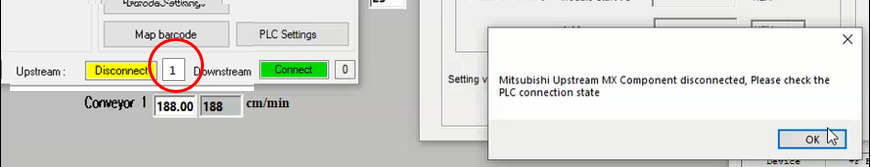 Map barcode
PLC Settings
Upstream :
Disconnect
1
Downstream
Connect
0
Conveyor 1
188.00
188
cm/min
Setting v
Mitsubishi Upstream MX Component disconnected, Please check the
PLC connection state
OK
Device